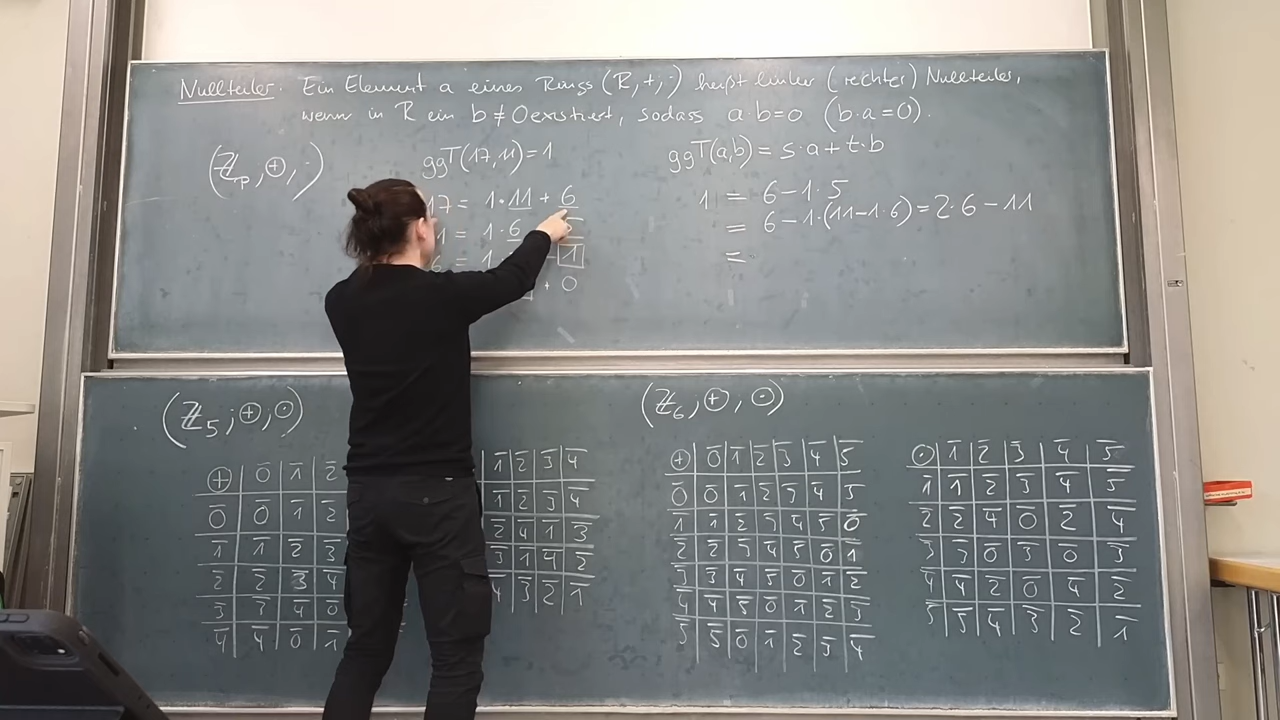 Nullteiler. Ein Element a eines Rings (R,+,·) heißt linker (rechter) Nullteiler,
wenn in R ein b ≠ 0 existiert, sodass a·b=0 (b·a=0).
(ℤp, ⊕, ·)
ggT(17,11)=1
17 = 1·11 + 6
1 = 1·6
6 = 1 1
+ 0
ggT(a,b) = s·a + t·b
1 = 6-1·5
= 6-1·(11-1·6) = 2·6-11
=
(ℤ5, ⊕, ⊙)
⊕ 0̄ 1̄ 2̄
0̄ 0̄ 1̄ 2̄
1̄ 1̄ 2̄ 3̄
2̄ 2̄ 3̄ 4̄
3̄ 3̄ 4̄ 0̄
4̄ 4̄ 0̄ 1̄
1̄ 2̄ 3̄ 4̄
1̄ 2̄ 3̄ 4̄
2̄ 4̄ 1̄ 3̄
3̄ 1̄ 4̄ 2̄
4̄ 3̄ 2̄ 1̄
(ℤ6, ⊕, ⊙)
⊕ 0̄ 1̄ 2̄ 3̄ 4̄ 5̄
0̄ 0̄ 1̄ 2̄ 3̄ 4̄ 5̄
1̄ 1̄ 2̄ 3̄ 4̄ 5̄ 0̄
2̄ 2̄ 3̄ 4̄ 5̄ 0̄ 1̄
3̄ 3̄ 4̄ 5̄ 0̄ 1̄ 2̄
4̄ 4̄ 5̄ 0̄ 1̄ 2̄ 3̄
5̄ 5̄ 0̄ 1̄ 2̄ 3̄ 4̄
⊙ 1̄ 2̄ 3̄ 4̄ 5̄
1̄ 1̄ 2̄ 3̄ 4̄ 5̄
2̄ 2̄ 4̄ 0̄ 2̄ 4̄
3̄ 3̄ 0̄ 3̄ 0̄ 3̄
4̄ 4̄ 2̄ 0̄ 4̄ 2̄
5̄ 5̄ 4̄ 3̄ 2̄ 1̄